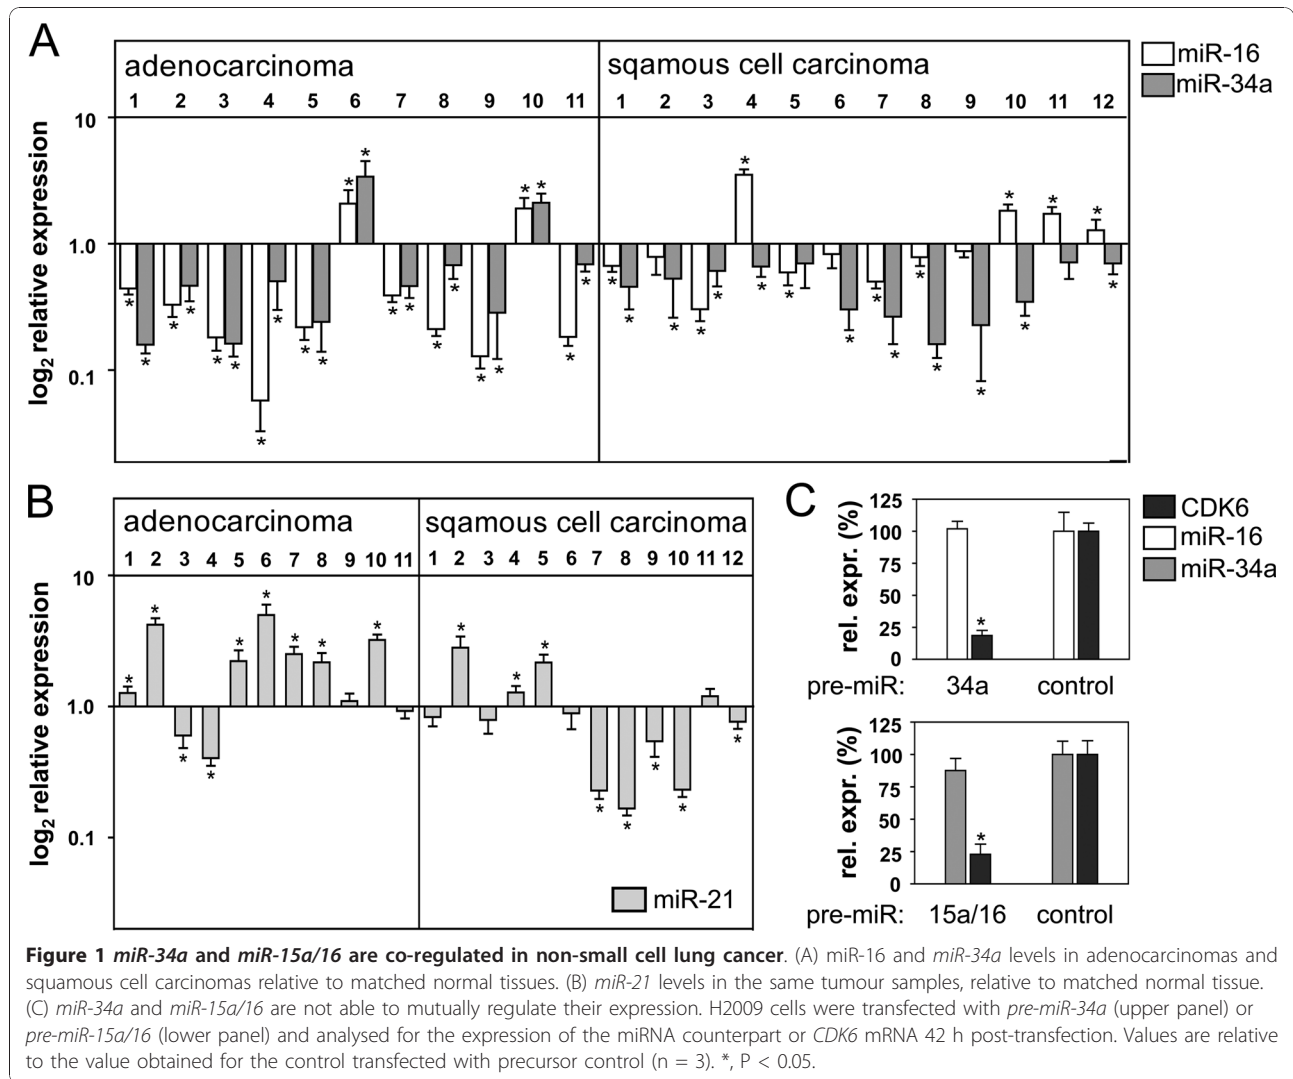 A
adenocarcinoma
sqamous cell carcinoma
1 2 3 4 5 6 7 8 9 10 11
1 2 3 4 5 6 7 8 9 10 11 12
miR-16
miR-34a
log2 relative expression
10
1.0
0.1
* * * * * * * * * * * * * * * * * * * * *
* * * * * * * * * * * * * * * * * *
B
adenocarcinoma
sqamous cell carcinoma
1 2 3 4 5 6 7 8 9 10 11
1 2 3 4 5 6 7 8 9 10 11 12
log2 relative expression
10
1.0
0.1
* * * * * * * * *
* * * * * * * *
miR-21
C
CDK6
miR-16
miR-34a
rel. expr. (%)
125
100
75
50
25
0
*
pre-miR: 34a control
rel. expr. (%)
125
100
75
50
25
0
*
pre-miR: 15a/16 control
Figure 1 miR-34a and miR-15a/16 are co-regulated in non-small cell lung cancer. (A) miR-16 and miR-34a levels in adenocarcinomas and
squamous cell carcinomas relative to matched normal tissues. (B) miR-21 levels in the same tumour samples, relative to matched normal tissue.
(C) miR-34a and miR-15a/16 are not able to mutually regulate their expression. H2009 cells were transfected with pre-miR-34a (upper panel) or
pre-miR-15a/16 (lower panel) and analysed for the expression of the miRNA counterpart or CDK6 mRNA 42 h post-transfection. Values are relative
to the value obtained for the control transfected with precursor control (n = 3). *, P < 0.05.